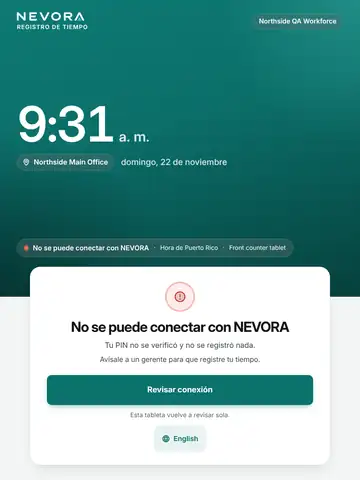 NEVORA
REGISTRO DE TIEMPO
Northside QA Workforce
9:31 a. m.
Northside Main Office
domingo, 22 de noviembre
No se puede conectar con NEVORA · Hora de Puerto Rico · Front counter tablet
No se puede conectar con NEVORA
Tu PIN no se verificó y no se registró nada.
Avísale a un gerente para que registre tu tiempo.
Revisar conexión
Esta tableta vuelve a revisar sola.
English